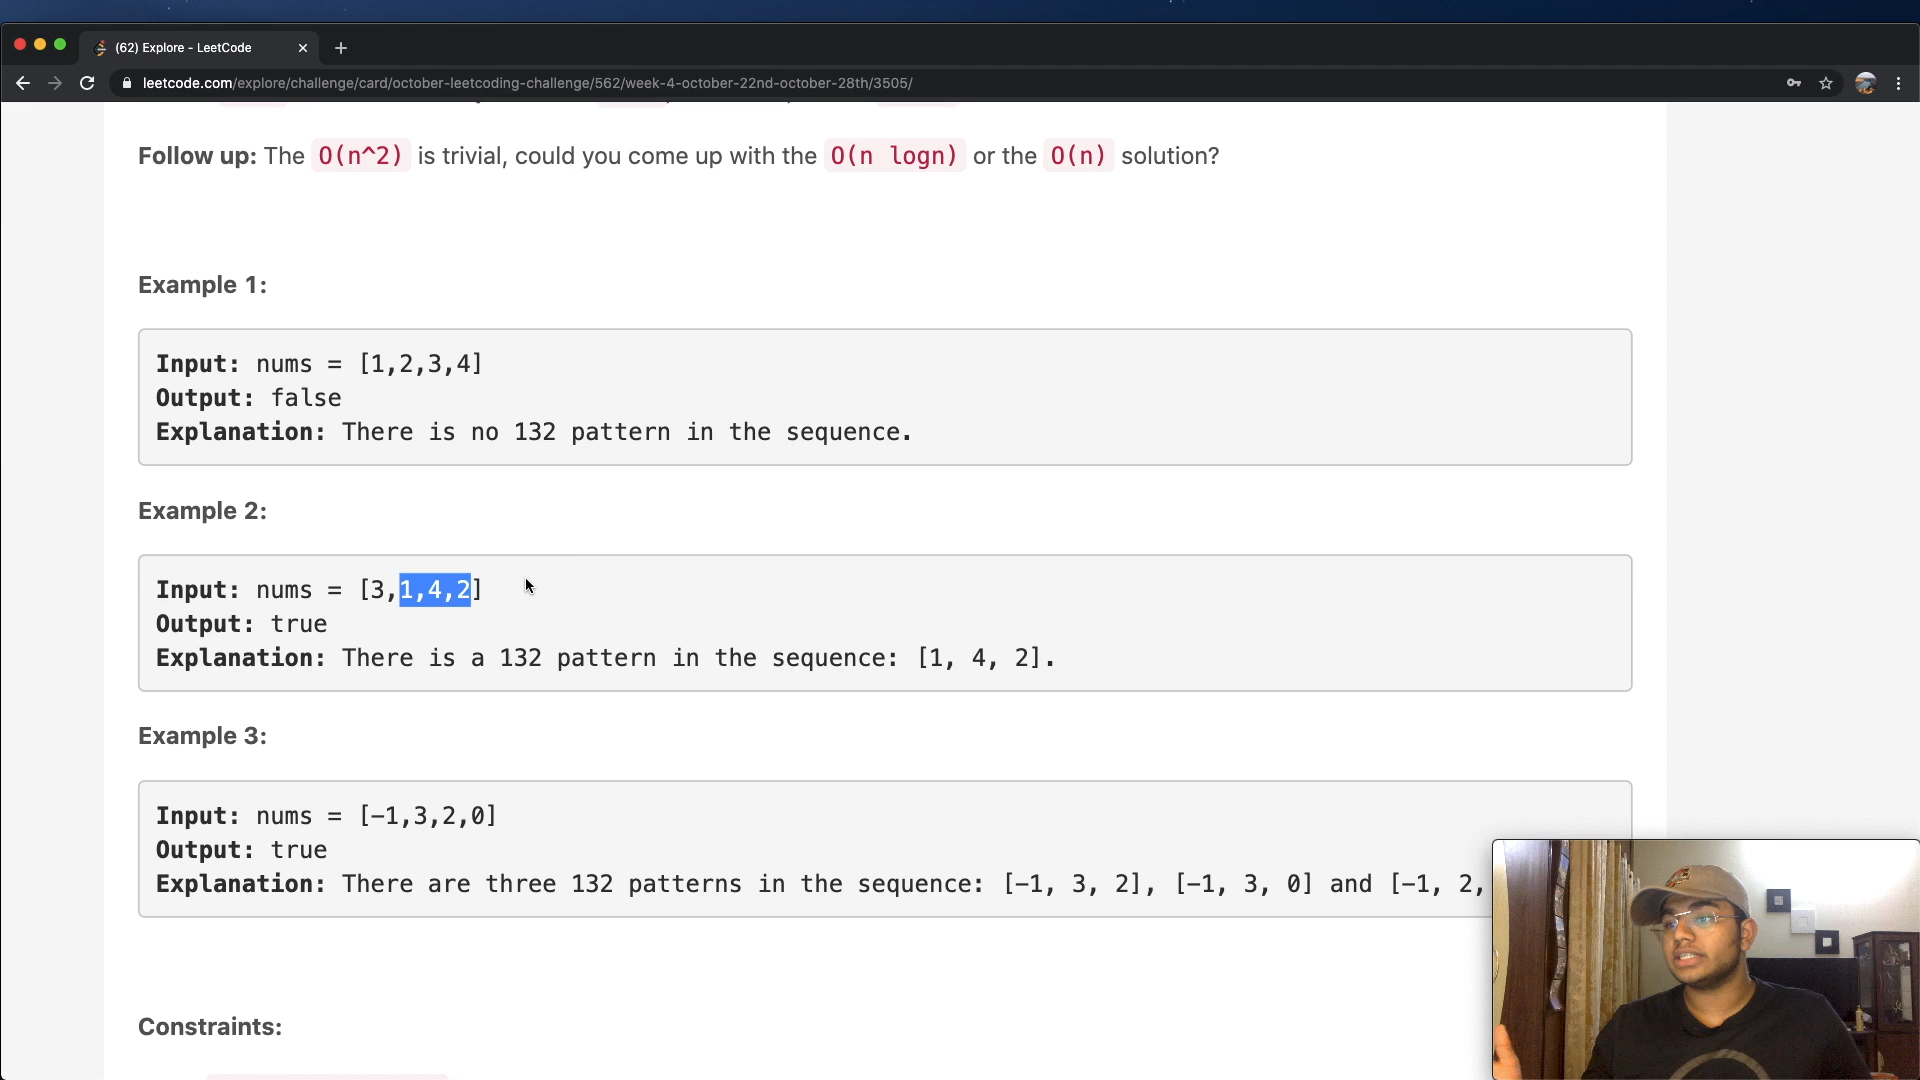 (62) Explore - LeetCode
leetcode.com/explore/challenge/card/october-leetcoding-challenge/562/week-4-october-22nd-october-28th/3505/
Follow up: The O(n^2) is trivial, could you come up with the O(n logn) or the O(n) solution?
Example 1:
Input: nums = [1,2,3,4]
Output: false
Explanation: There is no 132 pattern in the sequence.
Example 2:
Input: nums = [3,1,4,2]
Output: true
Explanation: There is a 132 pattern in the sequence: [1, 4, 2].
Example 3:
Input: nums = [-1,3,2,0]
Output: true
Explanation: There are three 132 patterns in the sequence: [-1, 3, 2], [-1, 3, 0] and [-1, 2,
Constraints: